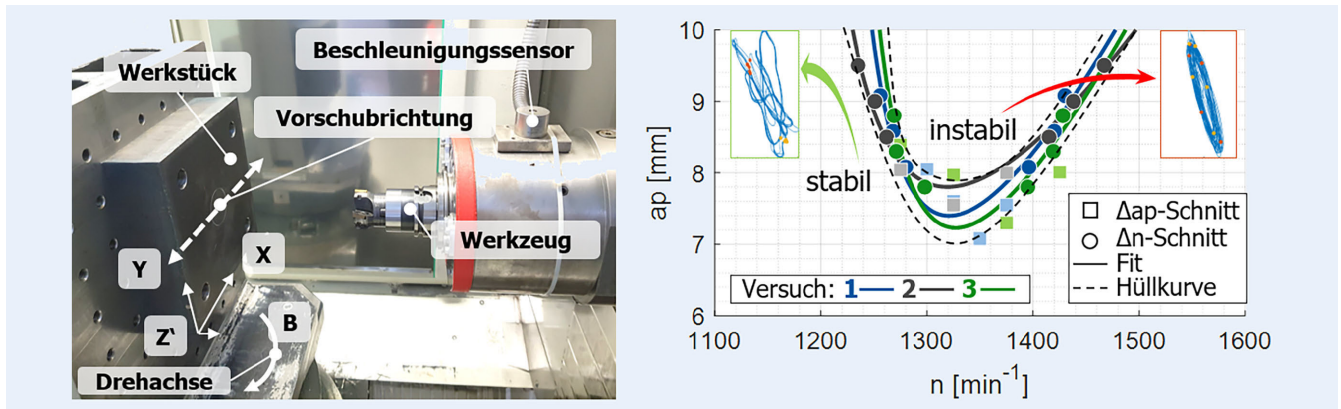 Beschleunigungssensor
Werkstück
Vorschubrichtung
Werkzeug
Y
X
Z‘
B
Drehachse
ap [mm]
10
9
8
7
6
instabil
stabil
Δap-Schnitt
Δn-Schnitt
Fit
Hüllkurve
Versuch: 1 2 3
1100 1200 1300 1400 1500 1600
n [min⁻¹]